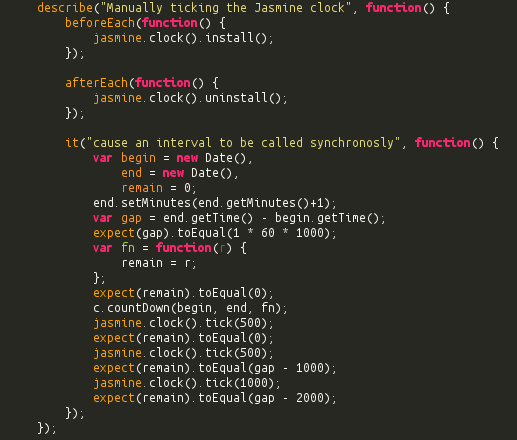 describe("Manually ticking the Jasmine clock", function() {
beforeEach(function() {
jasmine.clock().install();
});
afterEach(function() {
jasmine.clock().uninstall();
});
it("cause an interval to be called synchronosly", function() {
var begin = new Date(),
end = new Date(),
remain = 0;
end.setMinutes(end.getMinutes()+1);
var gap = end.getTime() - begin.getTime();
expect(gap).toEqual(1 * 60 * 1000);
var fn = function(r) {
remain = r;
};
expect(remain).toEqual(0);
c.countDown(begin, end, fn);
jasmine.clock().tick(500);
expect(remain).toEqual(0);
jasmine.clock().tick(500);
expect(remain).toEqual(gap - 1000);
jasmine.clock().tick(1000);
expect(remain).toEqual(gap - 2000);
});
});